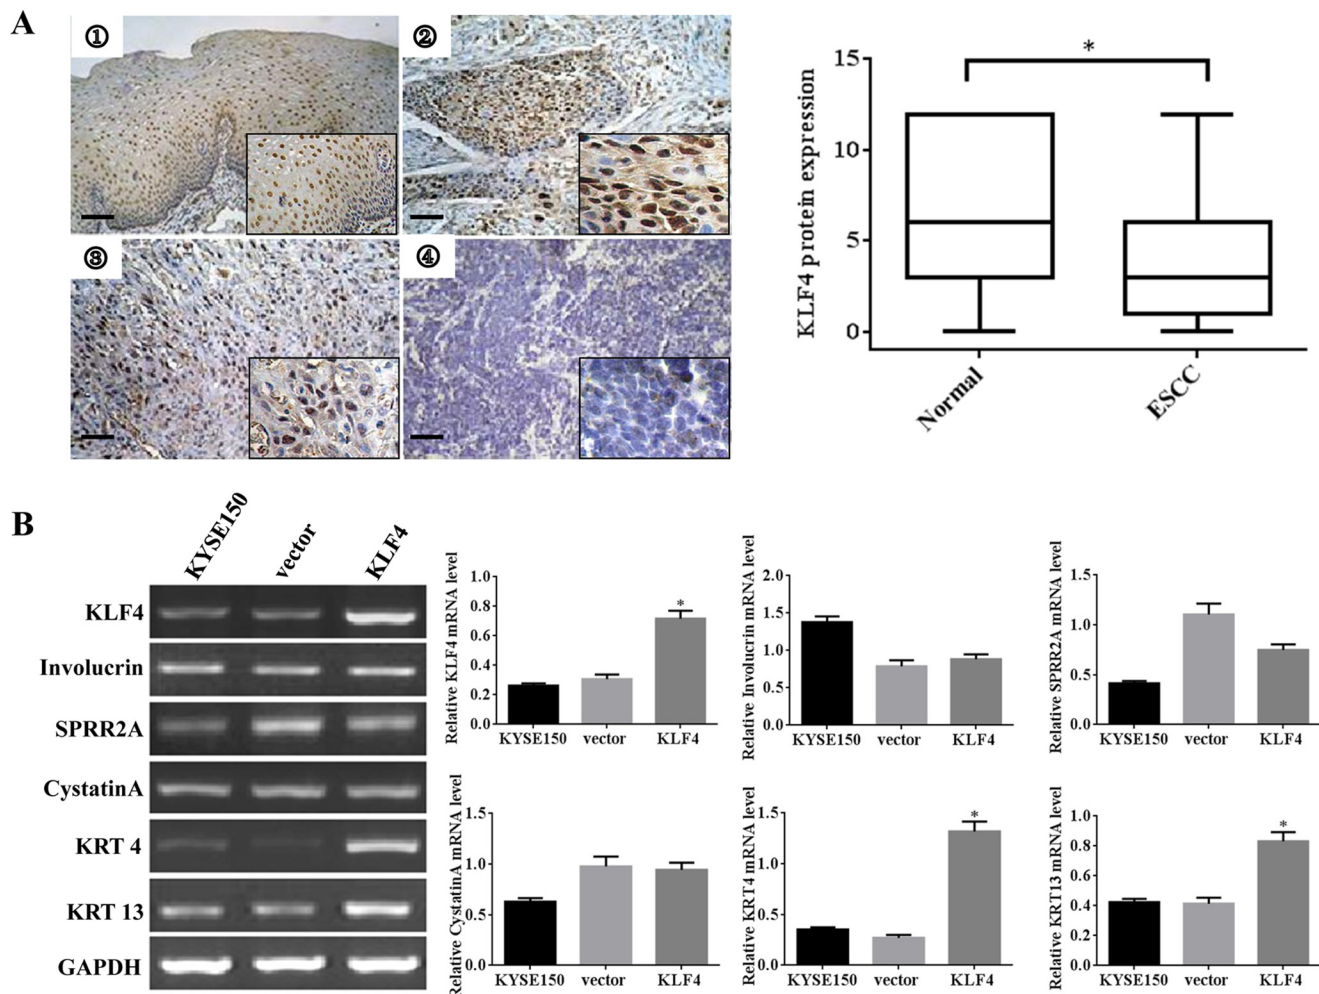 A
①
②
③
④
*
KLF4 protein expression
15
10
5
0
Normal
ESCC
B
KYSE150
vector
KLF4
KLF4
Involucrin
SPRR2A
CystatinA
KRT 4
KRT 13
GAPDH
Relative KLF4 mRNA level
1.0
0.8
0.6
0.4
0.2
0.0
*
KYSE150 vector KLF4
Relative Involucrin mRNA level
2.0
1.5
1.0
0.5
0.0
KYSE150 vector KLF4
Relative SPRR2A mRNA level
1.5
1.0
0.5
0.0
KYSE150 vector KLF4
Relative CystatinA mRNA level
1.5
1.0
0.5
0.0
KYSE150 vector KLF4
Relative KRT4 mRNA level
1.5
1.0
0.5
0.0
*
KYSE150 vector KLF4
Relative KRT13 mRNA level
1.0
0.8
0.6
0.4
0.2
0.0
*
KYSE150 vector KLF4